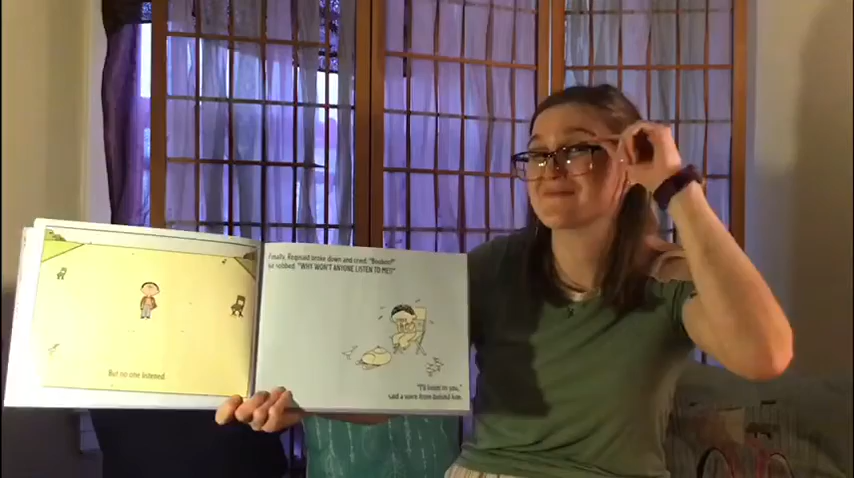 But no one listened.
Finally, Reginald broke down and cried. "Boohoo!"
he sobbed. "WHY WON'T ANYONE LISTEN TO ME?"
"I'll listen to you,"
said a voice from behind him.